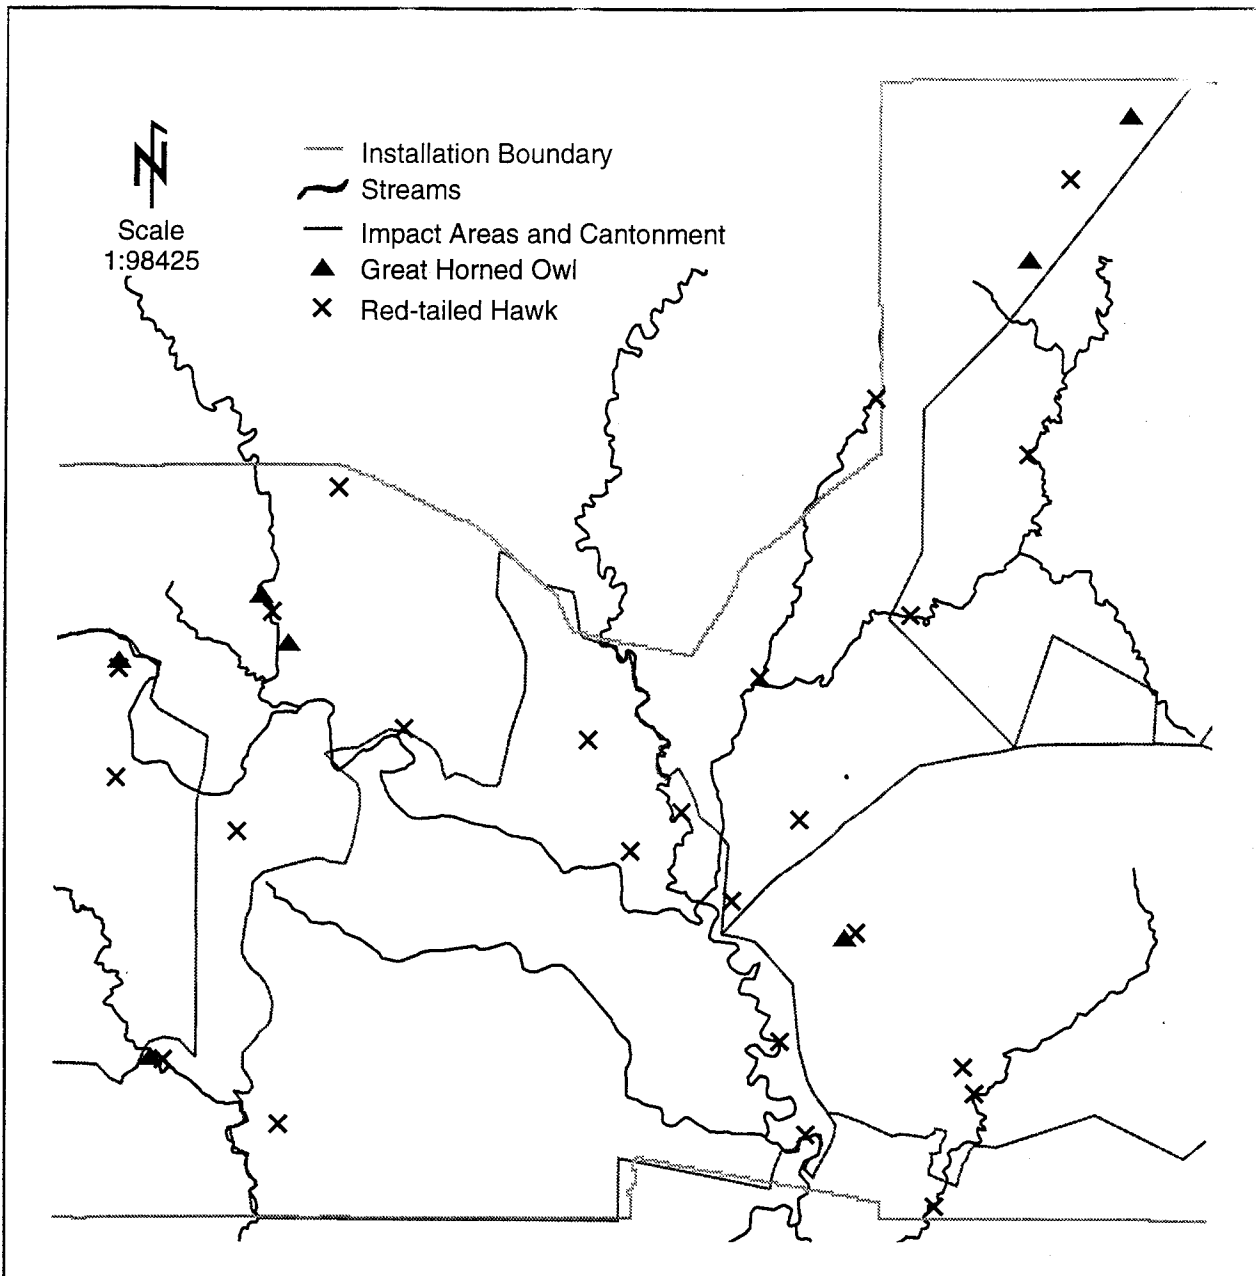 N
Scale
1:98425
Installation Boundary
Streams
Impact Areas and Cantonment
Great Horned Owl
Red-tailed Hawk